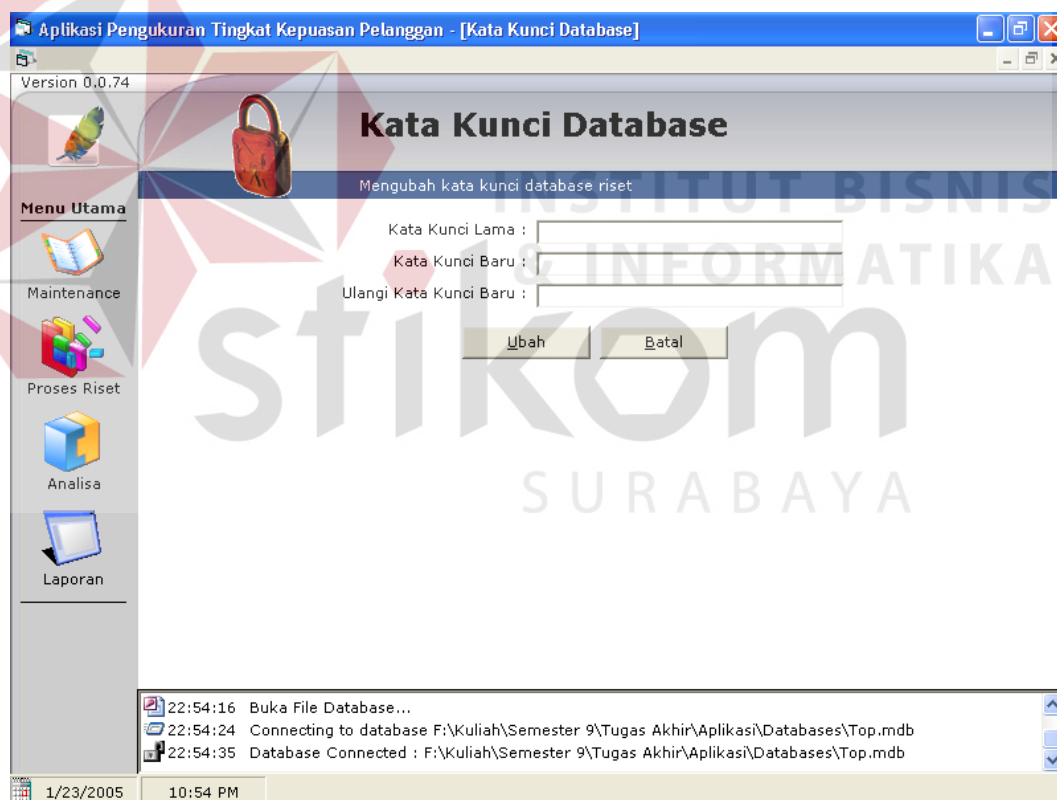 Aplikasi Pengukuran Tingkat Kepuasan Pelanggan - [Kata Kunci Database]
Version 0.0.74
Kata Kunci Database
Mengubah kata kunci database riset
INSTITUT BISNIS
& INFORMATIKA
stikom
SURABAYA
Menu Utama
Maintenance
Proses Riset
Analisa
Laporan
Kata Kunci Lama :
Kata Kunci Baru :
Ulangi Kata Kunci Baru :
Ubah Batal
22:54:16 Buka File Database...
22:54:24 Connecting to database F:\Kuliah\Semester 9\Tugas Akhir\Aplikasi\Databases\Top.mdb
22:54:35 Database Connected : F:\Kuliah\Semester 9\Tugas Akhir\Aplikasi\Databases\Top.mdb
1/23/2005 10:54 PM